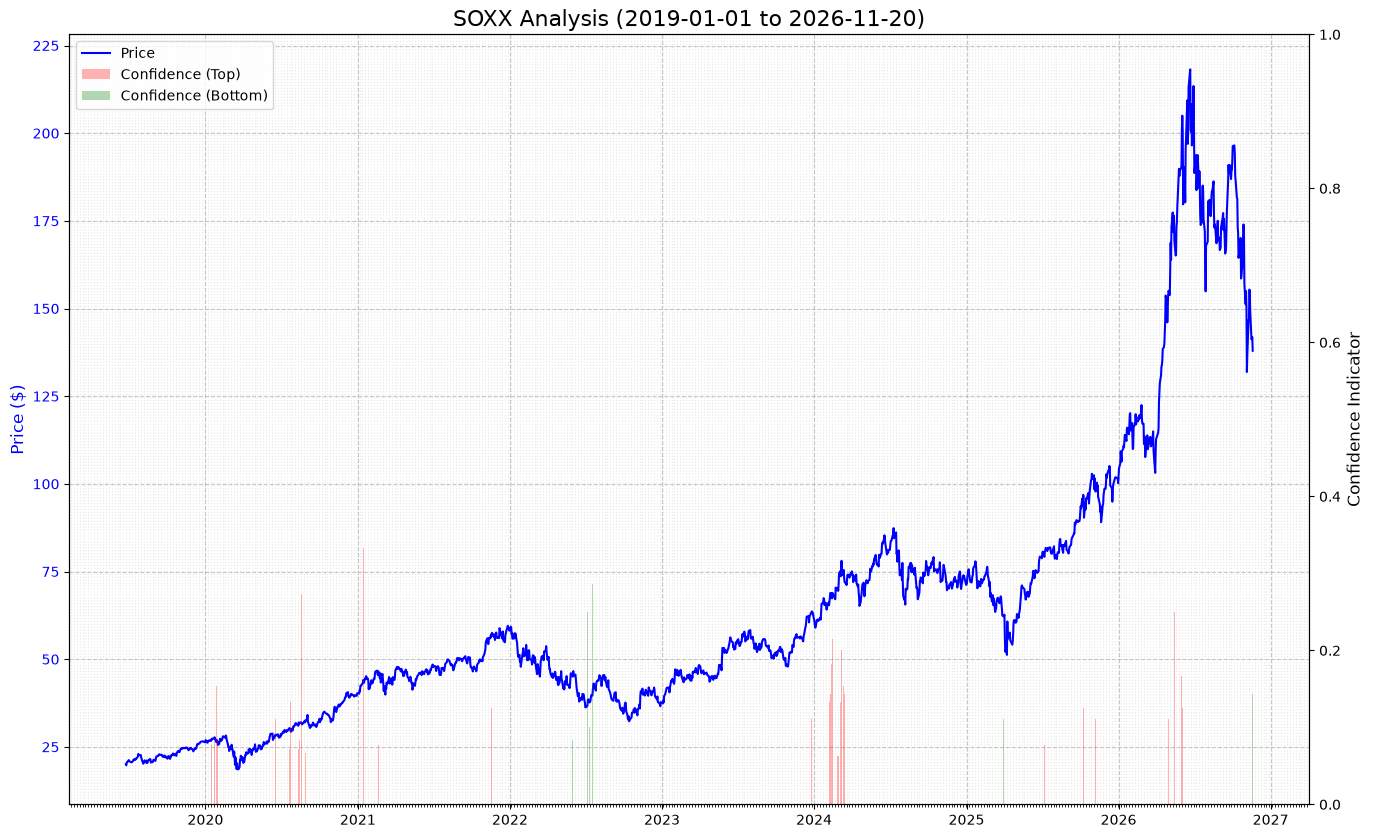 SOXX Analysis (2019-01-01 to 2026-11-20)
Price
Confidence (Top)
Confidence (Bottom)
Price ($)
225
200
175
150
125
100
75
50
25
1.0
0.8
0.6
0.4
0.2
0.0
Confidence Indicator
2020 2021 2022 2023 2024 2025 2026 2027